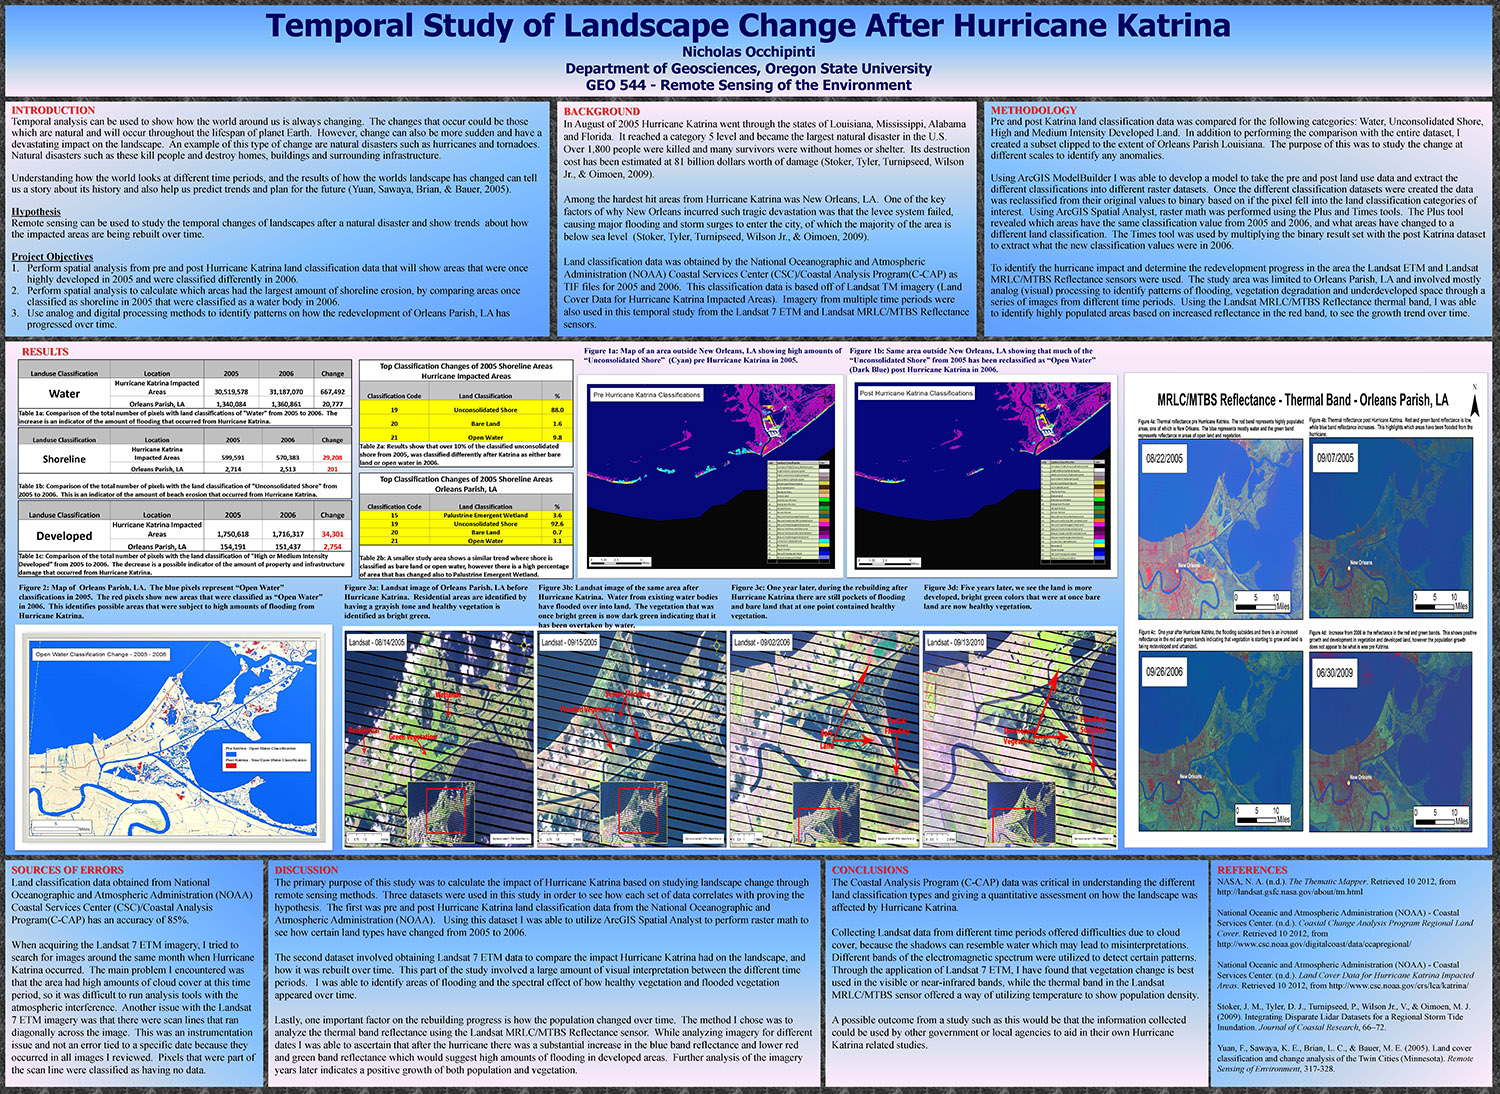 Temporal Study of Landscape Change After Hurricane Katrina
Nicholas Occhipinti
Department of Geosciences, Oregon State University
GEO 544 - Remote Sensing of the Environment
INTRODUCTION
Temporal analysis can be used to show how the world around us is always changing. The changes that occur could be those
which are natural and will occur throughout the lifespan of planet Earth. However, change can also be more sudden and have a
devastating impact on the landscape. An example of this type of change are natural disasters such as hurricanes and tornadoes.
Natural disasters such as these kill people and destroy homes, buildings and surrounding infrastructure.
Understanding how the world looks at different time periods, and the results of how the worlds landscape has changed can tell
us a story about its history and also help us predict trends and plan for the future (Yuan, Sawaya, Brian, & Bauer, 2005).
Hypothesis
Remote sensing can be used to study the temporal changes of landscapes after a natural disaster and show trends about how
the impacted areas are being rebuilt over time.
Project Objectives
1. Perform spatial analysis from pre and post Hurricane Katrina land classification data that will show areas that were once
highly developed in 2005 and were classified differently in 2006.
2. Perform spatial analysis to calculate which areas had the largest amount of shoreline erosion, by comparing areas once
classified as shoreline in 2005 that were classified as a water body in 2006.
3. Use analog and digital processing methods to identify patterns on how the redevelopment of Orleans Parish, LA has
progressed over time.
BACKGROUND
In August of 2005 Hurricane Katrina went through the states of Louisiana, Mississippi, Alabama
and Florida. It reached a category 5 level and became the largest natural disaster in the U.S.
Over 1,800 people were killed and many survivors were without homes or shelter. Its destruction
cost has been estimated at 81 billion dollars worth of damage (Stoker, Tyler, Turnipseed, Wilson
Jr., & Oimoen, 2009).
Among the hardest hit areas from Hurricane Katrina was New Orleans, LA. One of the key
factors of why New Orleans incurred such tragic devastation was that the levee system failed,
causing major flooding and storm surges to enter the city, of which the majority of the area is
below sea level (Stoker, Tyler, Turnipseed, Wilson Jr., & Oimoen, 2009).
Land classification data was obtained by the National Oceanographic and Atmospheric
Administration (NOAA) Coastal Services Center (CSC)/Coastal Analysis Program(C-CAP) as
TIF files for 2005 and 2006. This classification data is based off of Landsat TM imagery (Land
Cover Data for Hurricane Katrina Impacted Areas). Imagery from multiple time periods were
also used in this temporal study from the Landsat 7 ETM and Landsat MRLC/MTBS Reflectance
sensors.
METHODOLOGY
Pre and post Katrina land classification data was compared for the following categories: Water, Unconsolidated Shore,
High and Medium Intensity Developed Land. In addition to performing the comparison with the entire dataset, I
created a subset clipped to the extent of Orleans Parish Louisiana. The purpose of this was to study the change at
different scales to identify any anomalies.
Using ArcGIS ModelBuilder I was able to develop a model to take the pre and post land use data and extract the
different classifications into different raster datasets. Once the different classification datasets were created the data
was reclassified from their original values to binary based on if the pixel fell into the land classification categories of
interest. Using ArcGIS Spatial Analyst, raster math was performed using the Plus and Times tools. The Plus tool
revealed which areas have the same classification value from 2005 and 2006, and what areas have changed to a
different land classification. The Times tool was used by multiplying the binary result set with the post Katrina dataset
to extract what the new classification values were in 2006.
To identify the hurricane impact and determine the redevelopment progress in the area the Landsat ETM and Landsat
MRLC/MTBS Reflectance sensors were used. The study area was limited to Orleans Parish, LA and involved mostly
analog (visual) processing to identify patterns of flooding, vegetation degradation and underdeveloped space through a
series of images from different time periods. Using the Landsat MRLC/MTBS Reflectance thermal band, I was able
to identify highly populated areas based on increased reflectance in the red band, to see the growth trend over time.
RESULTS
Landuse Classification Location 2005 2006 Change
Water
Hurricane Katrina Impacted Areas 30,519,578 31,187,070 667,492
Orleans Parish, LA 1,340,084 1,360,861 20,777
Table 1a: Comparison of the total number of pixels with land classifications of "Water" from 2005 to 2006. The
increase is an indicator of the amount of flooding that occurred from Hurricane Katrina.
Landuse Classification Location 2005 2006 Change
Shoreline
Hurricane Katrina Impacted Areas 599,591 570,383 29,208
Orleans Parish, LA 2,714 2,513 201
Table 1b: Comparison of the total number of pixels with the land classification of "Unconsolidated Shore" from
2005 to 2006. This is an indicator of the amount of beach erosion that occurred from Hurricane Katrina.
Landuse Classification Location 2005 2006 Change
Developed
Hurricane Katrina Impacted Areas 1,750,618 1,716,317 34,301
Orleans Parish, LA 154,191 151,437 2,754
Table 1c: Comparison of the total number of pixels with the land classification of "High or Medium Intensity
Developed" from 2005 to 2006. The decrease is a possible indicator of the amount of property and infrastructure
damage that occurred from Hurricane Katrina.
Top Classification Changes of 2005 Shoreline Areas
Hurricane Impacted Areas
Classification Code Land Classification %
19 Unconsolidated Shore 88.0
20 Bare Land 1.6
21 Open Water 9.8
Table 2a: Results show that over 10% of the classified unconsolidated
shore from 2005, was classified differently after Katrina as either bare
land or open water in 2006.
Top Classification Changes of 2005 Shoreline Areas
Orleans Parish, LA
Classification Code Land Classification %
15 Palustrine Emergent Wetland 3.6
19 Unconsolidated Shore 92.6
20 Bare Land 0.7
21 Open Water 3.1
Table 2b: A smaller study area shows a similar trend where shore is
classified as bare land or open water, however there is a high percentage
of area that has changed also to Palustrine Emergent Wetland.
Figure 1a: Map of an area outside New Orleans, LA showing high amounts of
“Unconsolidated Shore” (Cyan) pre Hurricane Katrina in 2005.
Pre Hurricane Katrina Classifications
Figure 1b: Same area outside New Orleans, LA showing that much of the
“Unconsolidated Shore” from 2005 has been reclassified as “Open Water”
(Dark Blue) post Hurricane Katrina in 2006.
Post Hurricane Katrina Classifications
MRLC/MTBS Reflectance - Thermal Band - Orleans Parish, LA
N
Figure 4a: Thermal reflectance pre Hurricane Katrina. The red band represents highly populated
areas, one of which is New Orleans. The blue represents mostly water and the green band
represents reflectance in areas of open land and vegetation.
08/22/2005
New Orleans
0 5 10
Miles
Figure 4b: Thermal reflectance post Hurricane Katrina. Red and green band reflectance is low,
while blue band reflectance increases. This highlights which areas have been flooded from the
hurricane.
09/07/2005
New Orleans
0 5 10
Miles
Figure 4c: One year after Hurricane Katrina, the flooding subsides and there is an increased
reflectance in the red and green bands indicating that vegetation is starting to grow and land is
being redeveloped and urbanized.
09/26/2006
New Orleans
0 5 10
Miles
Figure 4d: Increase from 2006 is the reflectance in the red and green bands. This shows positive
growth and development in vegetation and developed land, however the population growth
does not appear to be what is was pre Katrina.
06/30/2009
New Orleans
0 5 10
Miles
Figure 2: Map of Orleans Parish, LA. The blue pixels represent “Open Water”
classifications in 2005. The red pixels show new areas that were classified as “Open Water”
in 2006. This identifies possible areas that were subject to high amounts of flooding from
Hurricane Katrina.
Open Water Classification Change - 2005 - 2006
Pre Katrina - Open Water Classification
Post Katrina - New Open Water Classification
Figure 3a: Landsat image of Orleans Parish, LA before
Hurricane Katrina. Residential areas are identified by
having a grayish tone and healthy vegetation is
identified as bright green.
Landsat - 08/14/2005
Wetlands
Green Vegetation
Figure 3b: Landsat image of the same area after
Hurricane Katrina. Water from existing water bodies
have flooded over into land. The vegetation that was
once bright green is now dark green indicating that it
has been overtaken by water.
Landsat - 09/15/2005
Figure 3c: One year later, during the rebuilding after
Hurricane Katrina there are still pockets of flooding
and bare land that at one point contained healthy
vegetation.
Landsat - 09/02/2006
Land
Flooding
Figure 3d: Five years later, we see the land is more
developed, bright green colors that were at once bare
land are now healthy vegetation.
Landsat - 09/13/2010
Vegetation
SOURCES OF ERRORS
Land classification data obtained from National
Oceanographic and Atmospheric Administration (NOAA)
Coastal Services Center (CSC)/Coastal Analysis
Program(C-CAP) has an accuracy of 85%.
When acquiring the Landsat 7 ETM imagery, I tried to
search for images around the same month when Hurricane
Katrina occurred. The main problem I encountered was
that the area had high amounts of cloud cover at this time
period, so it was difficult to run analysis tools with the
atmospheric interference. Another issue with the Landsat
7 ETM imagery was that there were scan lines that ran
diagonally across the image. This was an instrumentation
issue and not an error tied to a specific date because they
occurred in all images I reviewed. Pixels that were part of
the scan line were classified as having no data.
DISCUSSION
The primary purpose of this study was to calculate the impact of Hurricane Katrina based on studying landscape change through
remote sensing methods. Three datasets were used in this study in order to see how each set of data correlates with proving the
hypothesis. The first was pre and post Hurricane Katrina land classification data from the National Oceanographic and
Atmospheric Administration (NOAA). Using this dataset I was able to utilize ArcGIS Spatial Analyst to perform raster math to
see how certain land types have changed from 2005 to 2006.
The second dataset involved obtaining Landsat 7 ETM data to compare the impact Hurricane Katrina had on the landscape, and
how it was rebuilt over time. This part of the study involved a large amount of visual interpretation between the different time
periods. I was able to identify areas of flooding and the spectral effect of how healthy vegetation and flooded vegetation
appeared over time.
Lastly, one important factor on the rebuilding progress is how the population changed over time. The method I chose was to
analyze the thermal band reflectance using the Landsat MRLC/MTBS Reflectance sensor. While analyzing imagery for different
dates I was able to ascertain that after the hurricane there was a substantial increase in the blue band reflectance and lower red
and green band reflectance which would suggest high amounts of flooding in developed areas. Further analysis of the imagery
years later indicates a positive growth of both population and vegetation.
CONCLUSIONS
The Coastal Analysis Program (C-CAP) data was critical in understanding the different
land classification types and giving a quantitative assessment on how the landscape was
affected by Hurricane Katrina.
Collecting Landsat data from different time periods offered difficulties due to cloud
cover, because the shadows can resemble water which may lead to misinterpretations.
Different bands of the electromagnetic spectrum were utilized to detect certain patterns.
Through the application of Landsat 7 ETM, I have found that vegetation change is best
used in the visible or near-infrared bands, while the thermal band in the Landsat
MRLC/MTBS sensor offered a way of utilizing temperature to show population density.
A possible outcome from a study such as this would be that the information collected
could be used by other government or local agencies to aid in their own Hurricane
Katrina related studies.
REFERENCES
NASA, N. A. (n.d.). The Thematic Mapper. Retrieved 10 2012, from
http://landsat.gsfc.nasa.gov/about/tm.html
National Oceanic and Atmospheric Administration (NOAA) - Coastal
Services Center. (n.d.). Coastal Change Analysis Program Regional Land
Cover. Retrieved 10 2012, from
http://www.csc.noaa.gov/digitalcoast/data/ccapregional/
National Oceanic and Atmospheric Administration (NOAA) - Coastal
Services Center. (n.d.). Land Cover Data for Hurricane Katrina Impacted
Areas. Retrieved 10 2012, from http://www.csc.noaa.gov/crs/lca/katrina/
Stoker, J. M., Tyler, D. J., Turnipseed, P., Wilson Jr., V., & Oimoen, M. J.
(2009). Integrating Disparate Lidar Datasets for a Regional Storm Tide
Inundation. Journal of Coastal Research, 66-72.
Yuan, F., Sawaya, K. E., Brian, L. C., & Bauer, M. E. (2005). Land cover
classification and change analysis of the Twin Cities (Minnesota). Remote
Sensing of Environment, 317-328.